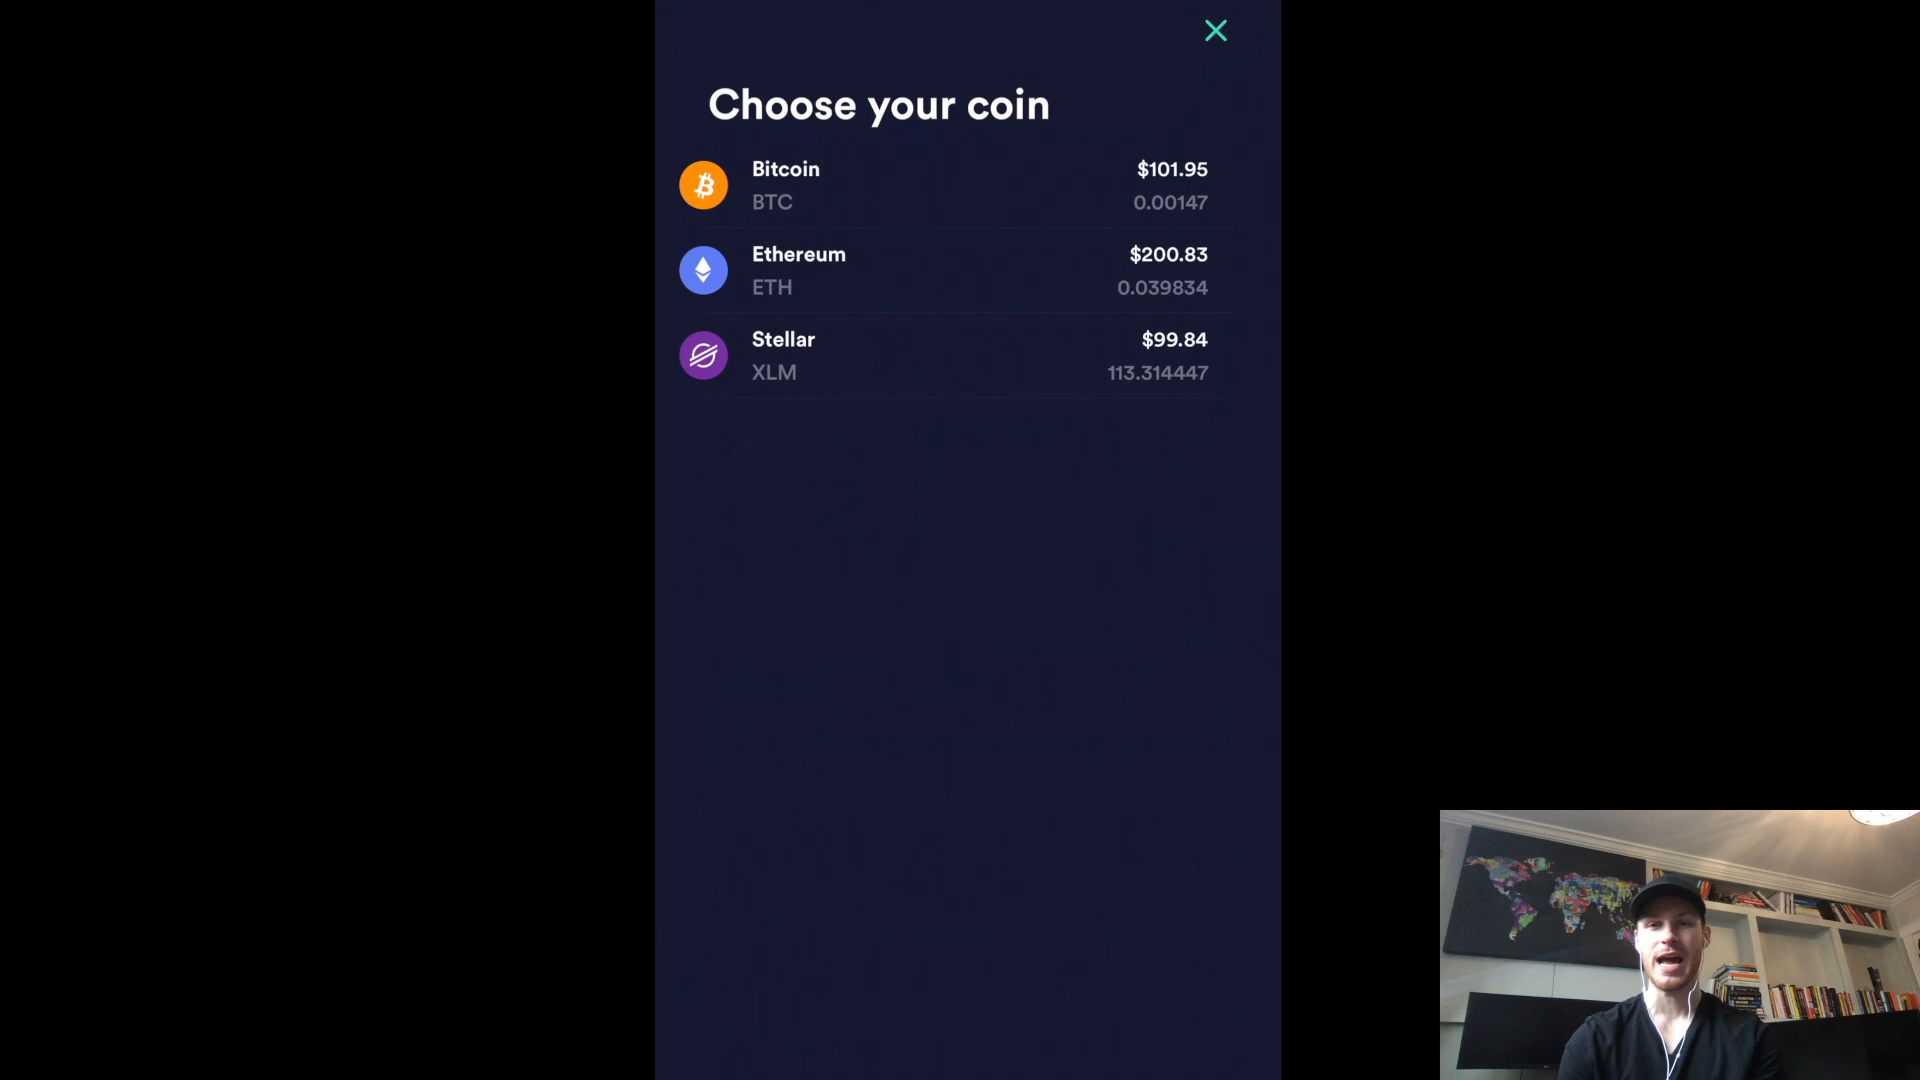 Choose your coin
Bitcoin $101.95
BTC 0.00147
Ethereum $200.83
ETH 0.039834
Stellar $99.84
XLM 113.314447